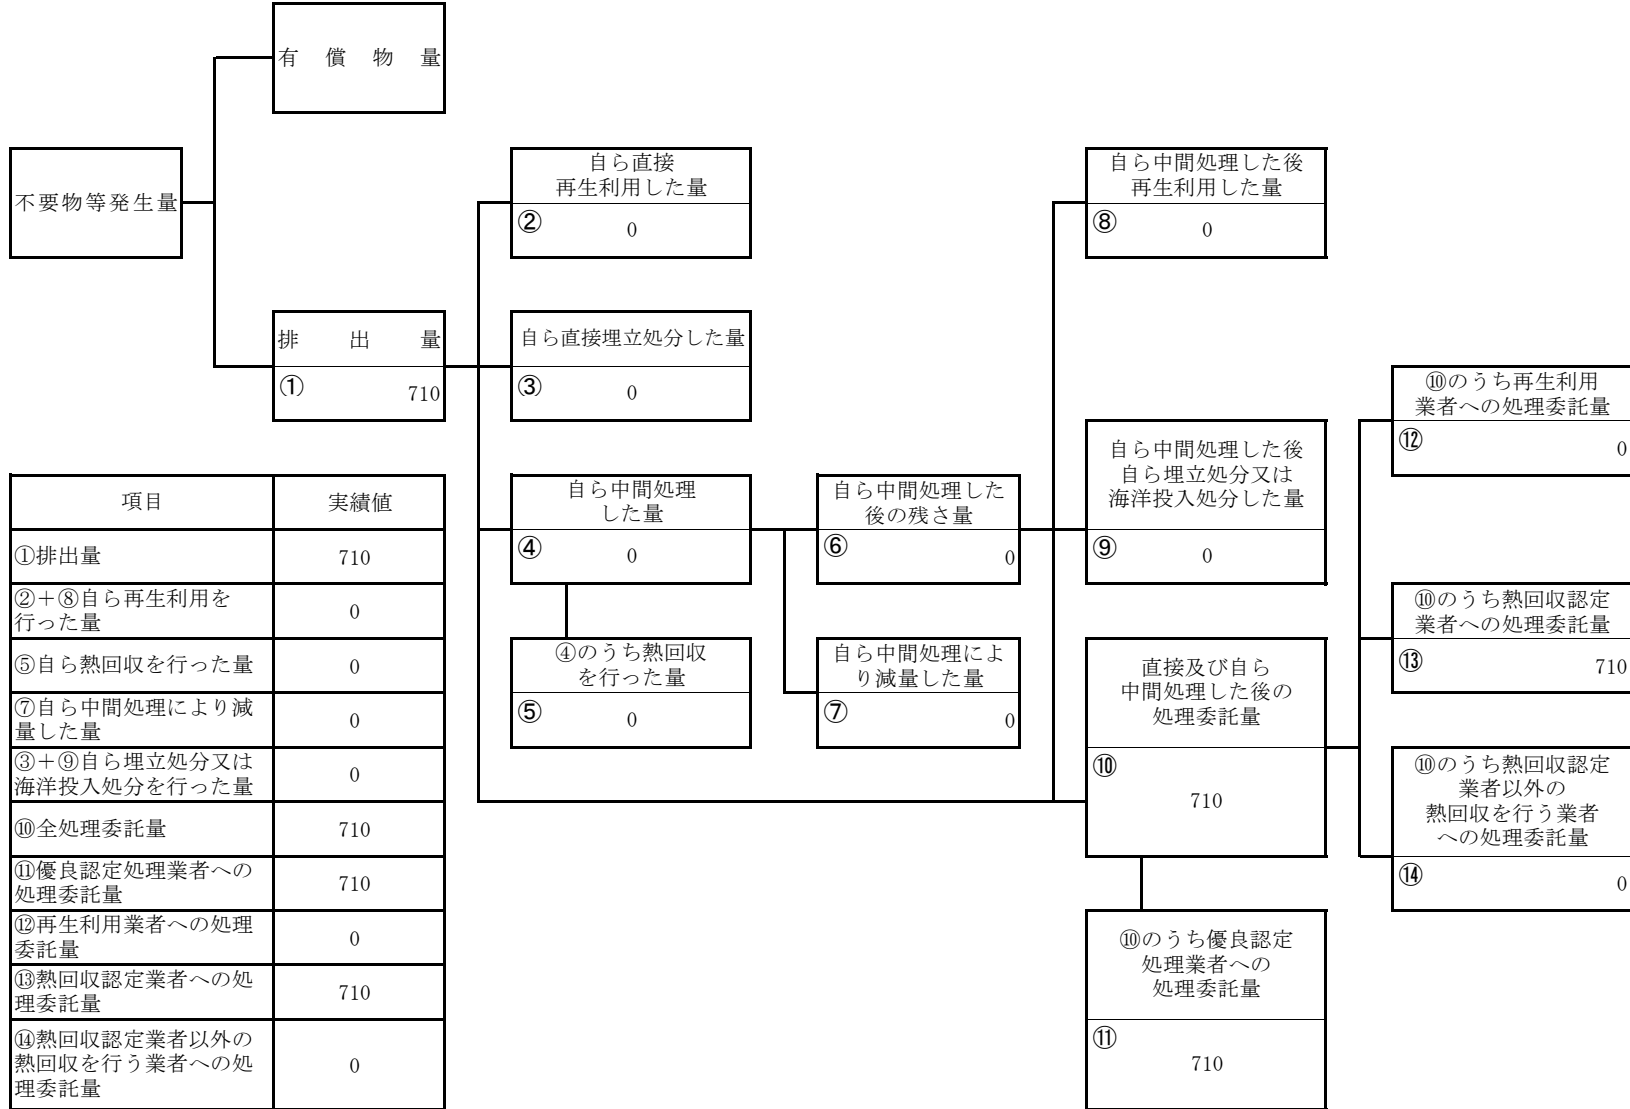 有償物量
不要物等発生量
排出量
①
710
自ら直接
再生利用した量
②
0
自ら直接埋立処分した量
③
0
自ら中間処理
した量
④
0
④のうち熱回収
を行った量
⑤
0
自ら中間処理した
後の残さ量
⑥
0
自ら中間処理によ
り減量した量
⑦
0
自ら中間処理した後
再生利用した量
⑧
0
自ら中間処理した後
自ら埋立処分又は
海洋投入処分した量
⑨
0
直接及び自ら
中間処理した後の
処理委託量
⑩
710
⑩のうち優良認定
処理業者への
処理委託量
⑪
710
⑩のうち再生利用
業者への処理委託量
⑫
0
⑩のうち熱回収認定
業者への処理委託量
⑬
710
⑩のうち熱回収認定
業者以外の
熱回収を行う業者
への処理委託量
⑭
0
項目 実績値
①排出量 710
②+⑧自ら再生利用を
行った量
0
⑤自ら熱回収を行った量 0
⑦自ら中間処理により減
量した量
0
③+⑨自ら埋立処分又は
海洋投入処分を行った量
0
⑩全処理委託量 710
⑪優良認定処理業者への
処理委託量
710
⑫再生利用業者への処理
委託量
0
⑬熱回収認定業者への処
理委託量
710
⑭熱回収認定業者以外の
熱回収を行う業者への処
理委託量
0